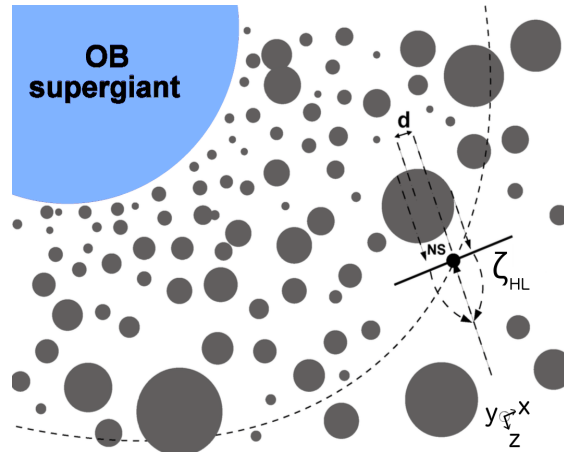 OB
supergiant
d
NS
ζHL
y x
z